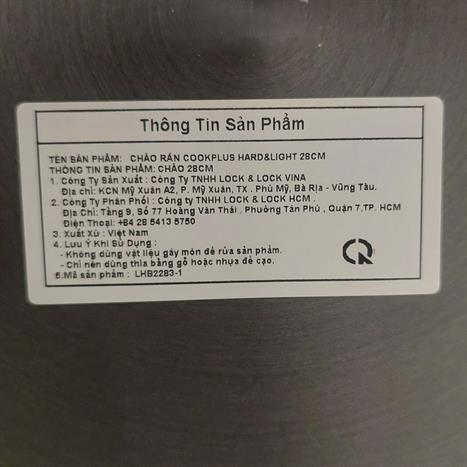 Thông Tin Sản Phẩm
TÊN SẢN PHẨM: CHẢO RÁN COOKPLUS HARD&LIGHT 28CM
THÔNG TIN SẢN PHẨM: CHẢO 28CM
1. Công Ty Sản Xuất : Công Ty TNHH LOCK & LOCK VINA
Địa chỉ: KCN Mỹ Xuân A2, P. Mỹ Xuân, TX . Phú Mỹ, Bà Rịa - Vũng Tàu.
2. Công Ty Phân Phối : Công ty TNHH LOCK & LOCK HCM .
Địa Chỉ: Tầng 9, Số 77 Hoàng Văn Thái , Phường Tân Phú , Quận 7,TP. HCM
Điện Thoại: +84 28 5413 5750
3. Xuất Xứ : Việt Nam
4. Lưu Ý Khi Sử Dụng :
- Không dùng vật liệu gây mòn để rửa sản phẩm.
- Chỉ nên dùng thìa bằng gỗ hoặc nhựa để cạo.
5.Mã sản phẩm : LHB2283-1